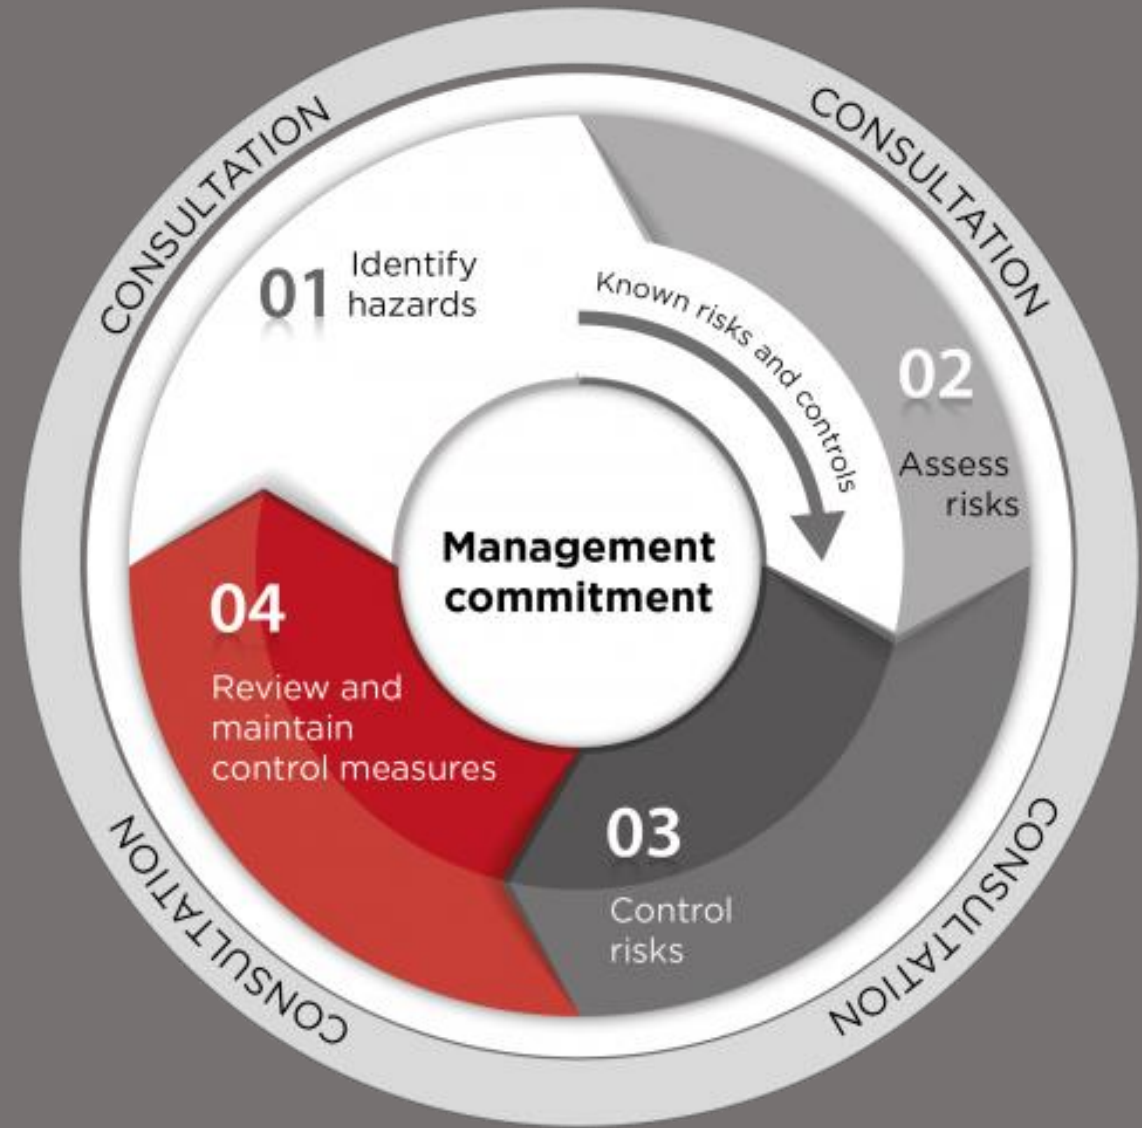 CONSULTATION
CONSULTATION
01
Identify
hazards
Known risks and controls
02
Assess
risks
Management
commitment
04
Review and
maintain
control measures
03
Control
risks
CONSULTATION
CONSULTATION